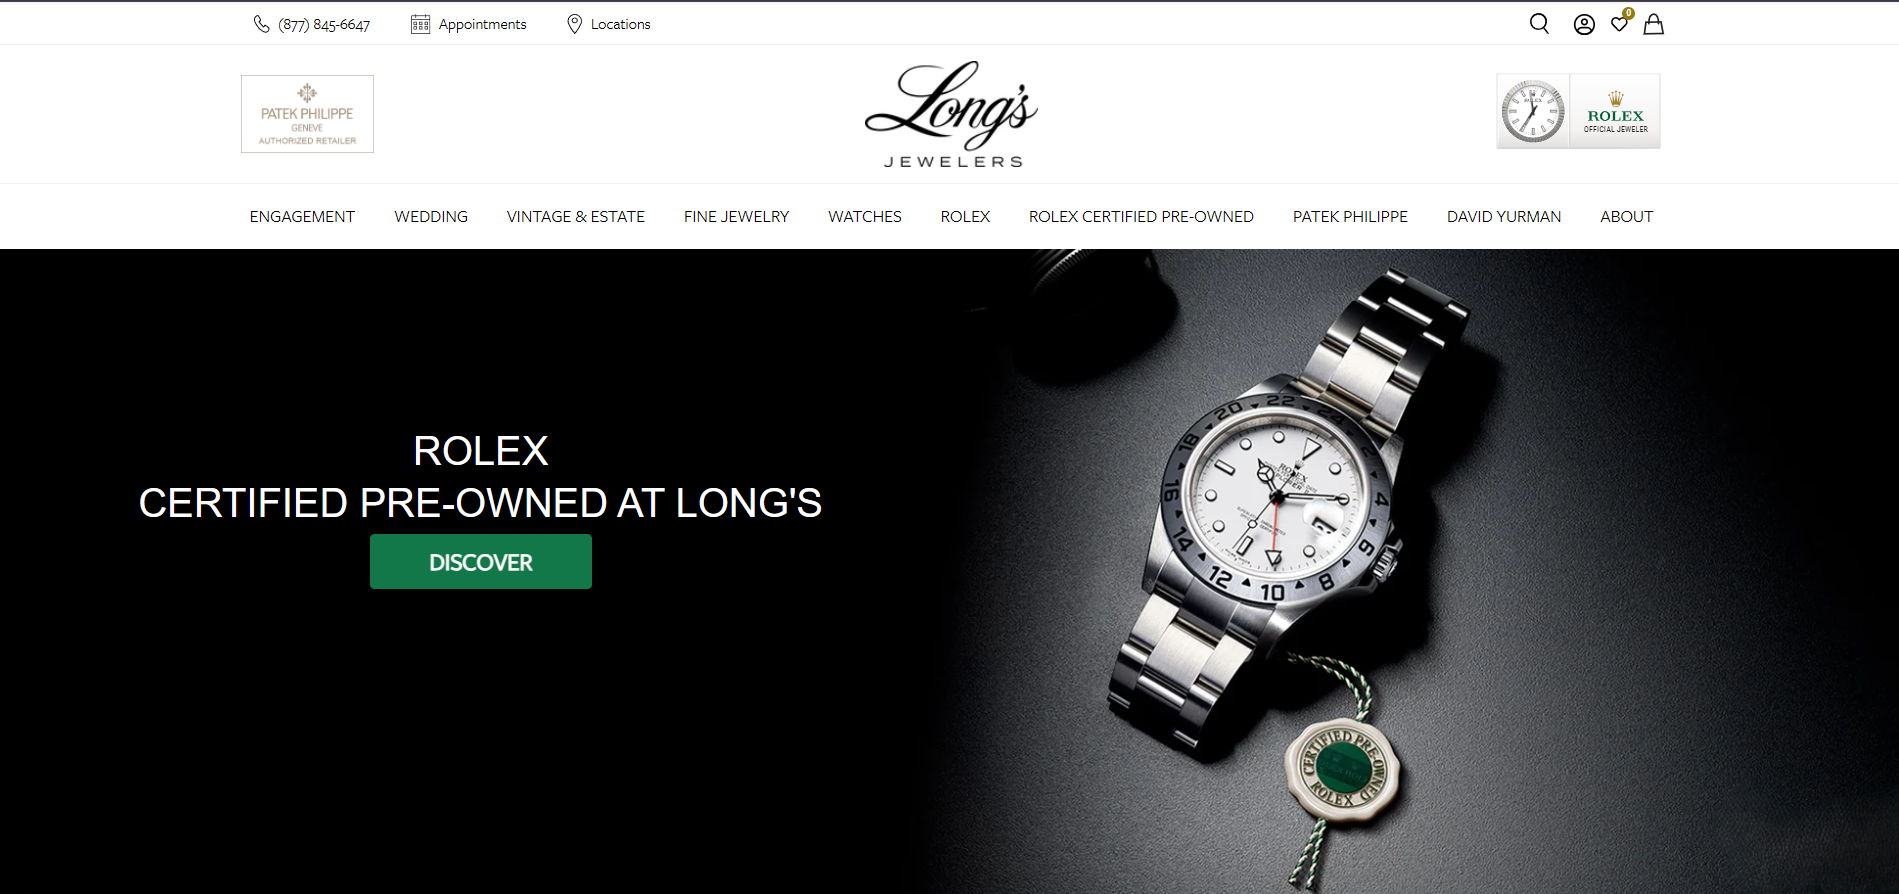 (877) 845-6647
Appointments
Locations
0
PATEK PHILIPPE
GENEVE
AUTHORIZED RETAILER
Long's
JEWELERS
ROLEX
ROLEX
OFFICIAL JEWELER
ENGAGEMENT
WEDDING
VINTAGE & ESTATE
FINE JEWELRY
WATCHES
ROLEX
ROLEX CERTIFIED PRE-OWNED
PATEK PHILIPPE
DAVID YURMAN
ABOUT
ROLEX
CERTIFIED PRE-OWNED AT LONG'S
DISCOVER
18 20 22 24 2 4 6 8 10 12 14 16
ROLEX
CERTIFIED PRE-OWNED
ROLEX